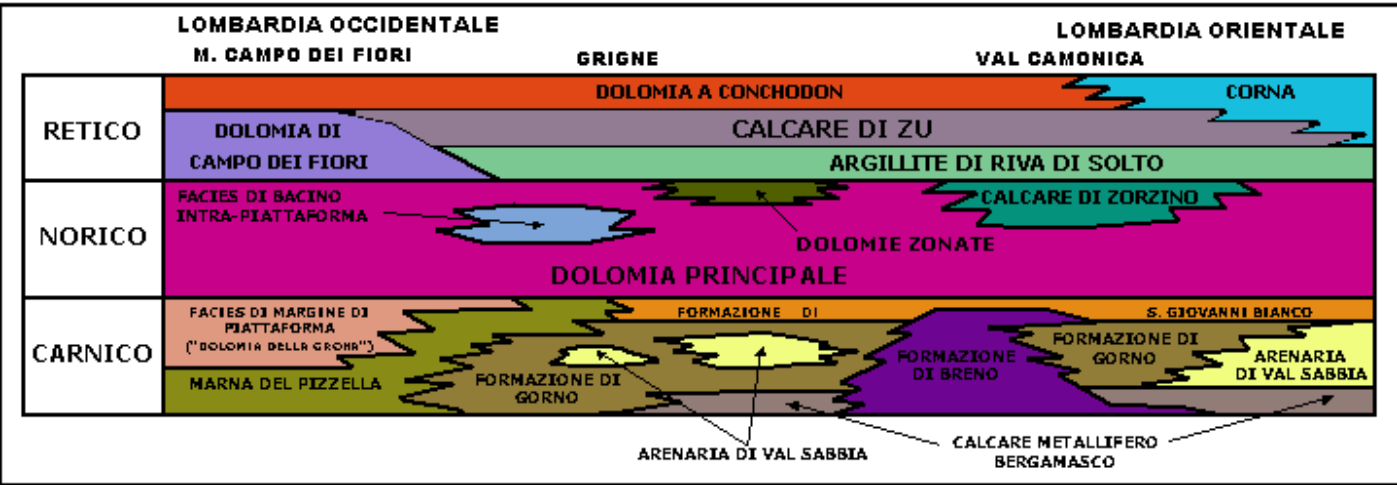 LOMBARDIA OCCIDENTALE
LOMBARDIA ORIENTALE
M. CAMPO DEI FIORI
GRIGNE
VAL CAMONICA
RETICO
DOLOMIA A CONCHODON
CORNA
DOLOMIA DI
CAMPO DEI FIORI
CALCARE DI ZU
ARGILLITE DI RIVA DI SOLTO
NORICO
FACIES DI BACINO
INTRA-PIATTAFORMA
CALCARE DI ZORZINO
DOLOMIE ZONATE
DOLOMIA PRINCIPALE
CARNICO
FACIES DI MARGINE DI
PIATTAFORMA
("DOLOMIA DELLA GROHA")
MARNA DEL PIZZELLA
FORMAZIONE DI
S. GIOVANNI BIANCO
FORMAZIONE DI
GORNO
FORMAZIONE
DI BRENO
FORMAZIONE DI
GORNO
ARENARIA
DI VAL SABBIA
ARENARIA DI VAL SABBIA
CALCARE METALLIFERO
BERGAMASCO